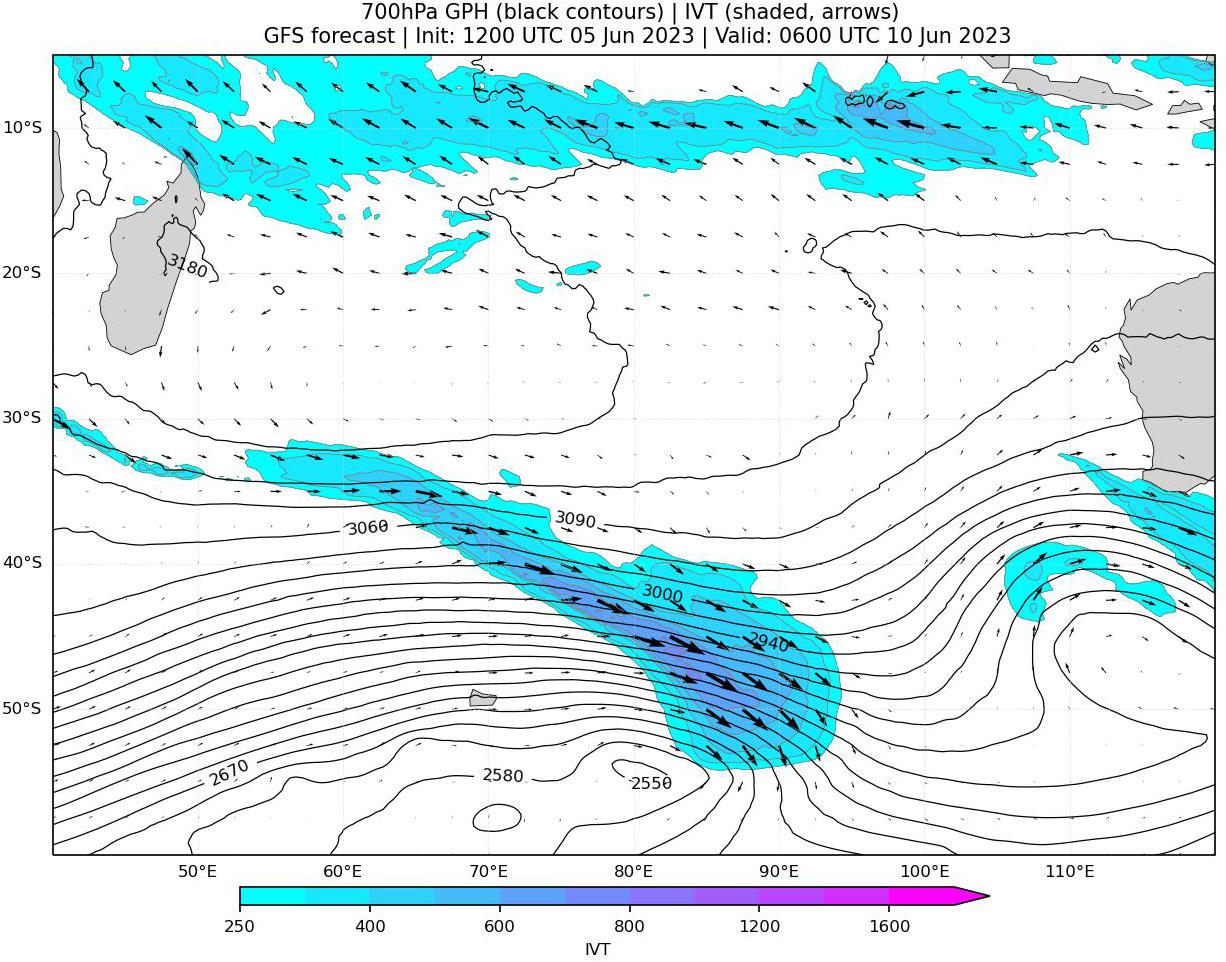 700hPa GPH (black contours) | IVT (shaded, arrows)
GFS forecast | Init: 1200 UTC 05 Jun 2023 | Valid: 0600 UTC 10 Jun 2023
10°S
3180
20°S
30°S
3090
3060
40°S
3000
2940
50°S
2670
2580
2550
50°E 60°E 70°E 80°E 90°E 100°E 110°E
250 400 600 800 1200 1600
IVT